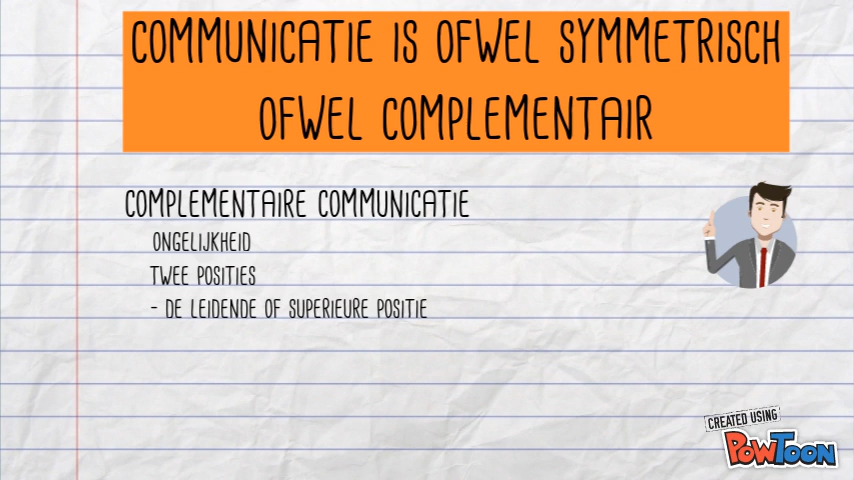 COMMUNICATIE IS OFWEL SYMMETRISCH
OFWEL COMPLEMENTAIR
COMPLEMENTAIRE COMMUNICATIE
ONGELIJKHEID
TWEE POSITIES
- DE LEIDENDE OF SUPERIEURE POSITIE
CREATED USING
POWTOON